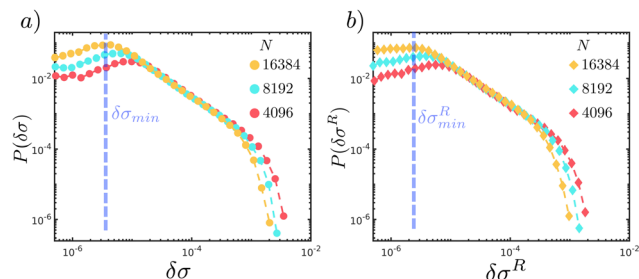 a)
P(δσ)
10⁻²
10⁻⁴
10⁻⁶
δσ_min
N
16384
8192
4096
10⁻⁶ 10⁻⁴ 10⁻² 
δσ
b)
P(δσ^R)
10⁻²
10⁻⁴
10⁻⁶
δσ^R_min
N
16384
8192
4096
10⁻⁶ 10⁻⁴ 10⁻²
δσ^R